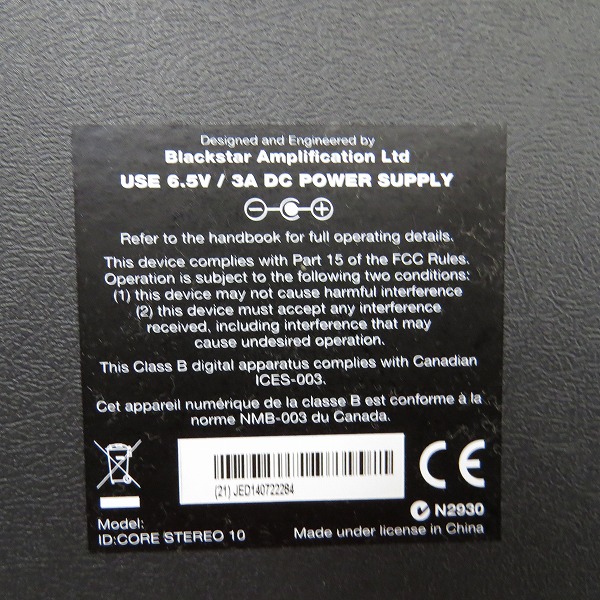 Designed and Engineered by
Blackstar Amplification Ltd
USE 6.5V / 3A DC POWER SUPPLY
Refer to the handbook for full operating details.
This device complies with Part 15 of the FCC Rules.
Operation is subject to the following two conditions:
(1) this device may not cause harmful interference
(2) this device must accept any interference
received, including interference that may
cause undesired operation.
This Class B digital apparatus complies with Canadian
ICES-003.
Cet appareil numérique de la classe B est conforme à la
norme NMB-003 du Canada.
(21) JED140722284
CE
N2930
Model:
ID:CORE STEREO 10
Made under license in China